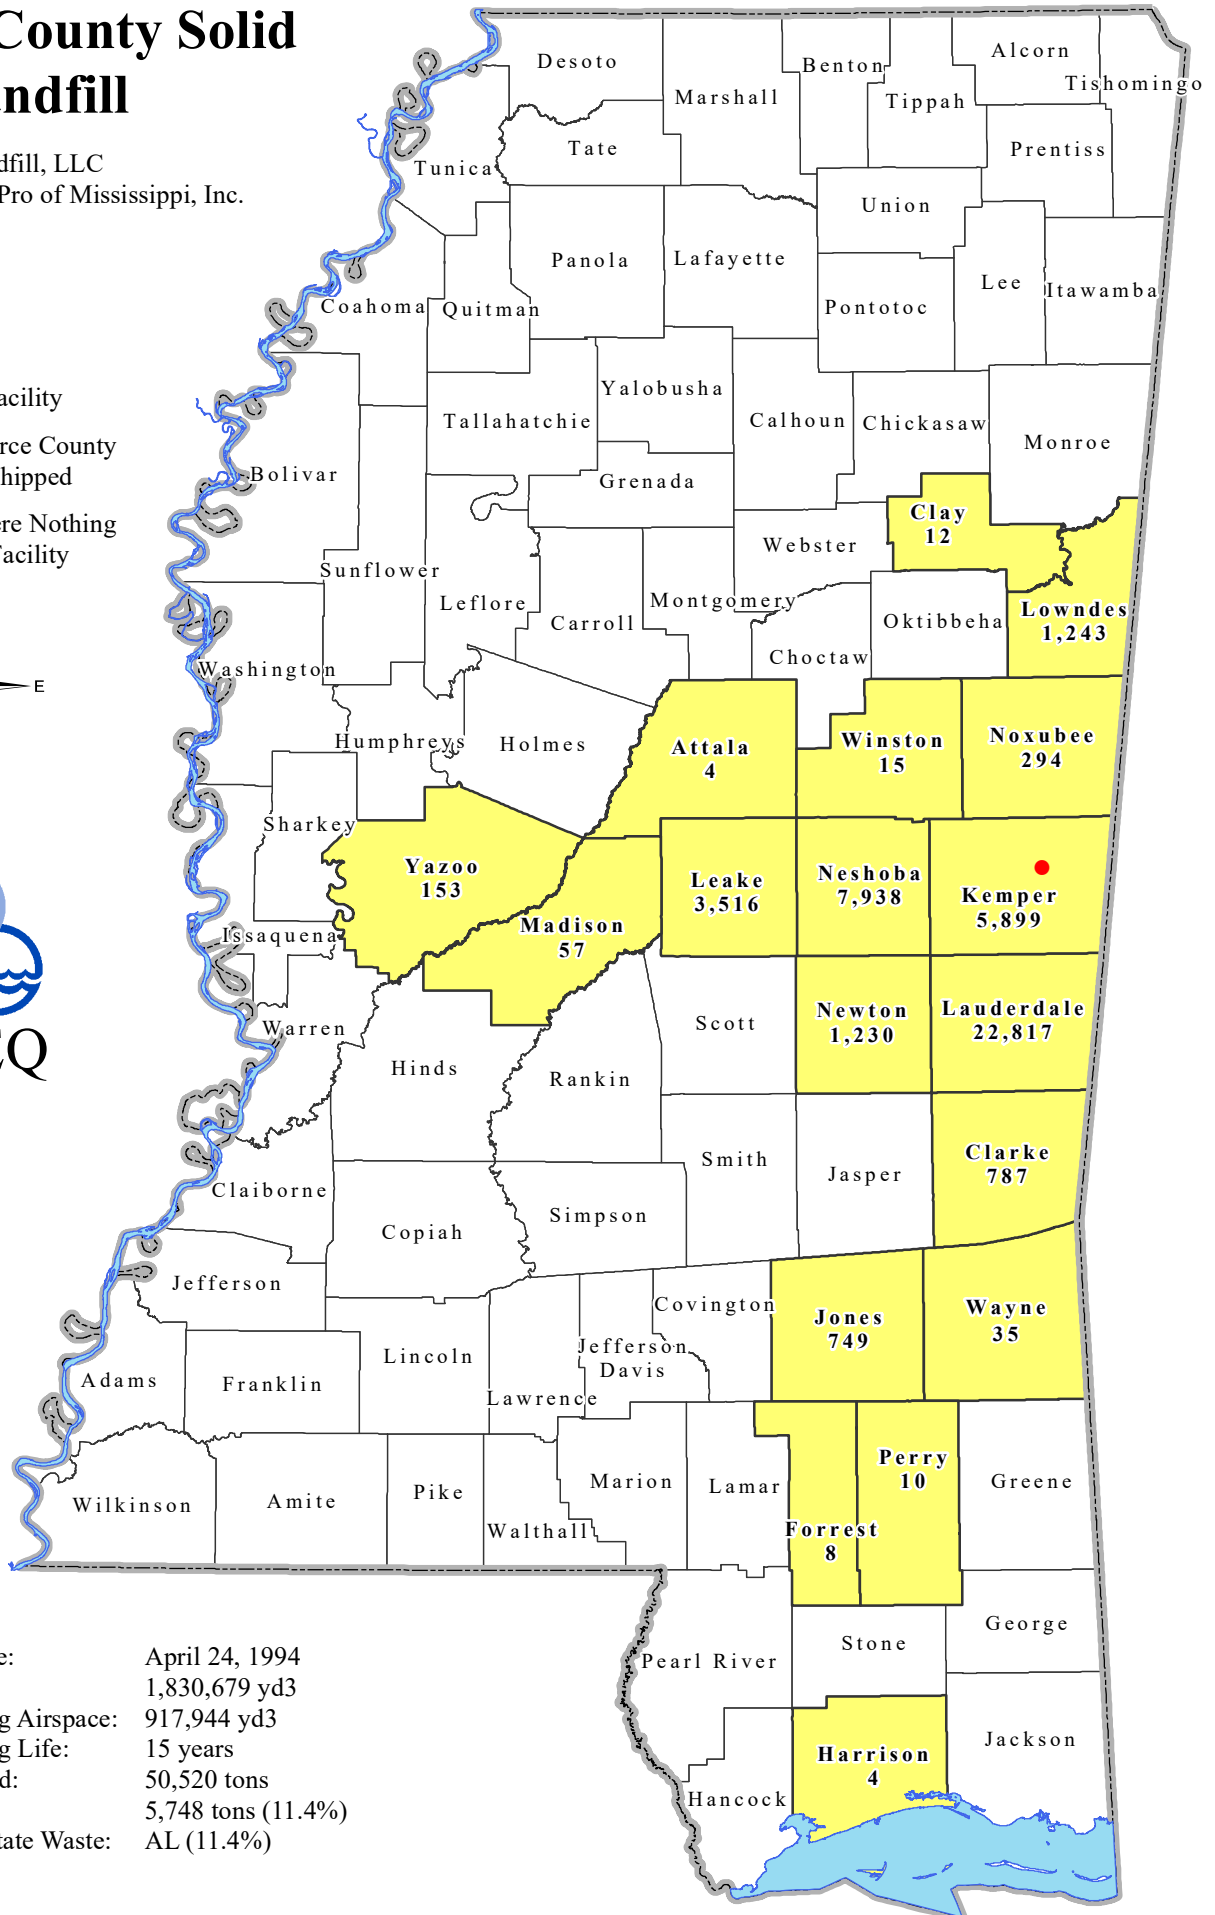 County Solid
ndfill
dfill, LLC
Pro of Mississippi, Inc.
acility
rce County
hipped
ere Nothing
Facility
E
CQ
Desoto
Marshall
Benton
Tippah
Alcorn
Tishomingo
Tunica
Tate
Prentiss
Union
Panola
Lafayette
Coahoma
Quitman
Pontotoc
Lee
Itawamba
Yalobusha
Tallahatchie
Calhoun
Chickasaw
Monroe
Bolivar
Grenada
Clay
12
Webster
Sunflower
Leflore
Carroll
Montgomery
Oktibbeha
Lowndes
1,243
Choctaw
Washington
Humphreys
Holmes
Attala
4
Winston
15
Noxubee
294
Sharkey
Yazoo
153
Leake
3,516
Neshoba
7,938
Kemper
5,899
Issaquena
Madison
57
Warren
Hinds
Rankin
Scott
Newton
1,230
Lauderdale
22,817
Claiborne
Copiah
Simpson
Smith
Jasper
Clarke
787
Jefferson
Covington
Jones
749
Wayne
35
Adams
Franklin
Lincoln
Lawrence
Jefferson
Davis
Wilkinson
Amite
Pike
Walthall
Marion
Lamar
Forrest
8
Perry
10
Greene
Pearl River
Stone
George
Hancock
Harrison
4
Jackson
e: April 24, 1994
1,830,679 yd3
g Airspace: 917,944 yd3
g Life: 15 years
d: 50,520 tons
5,748 tons (11.4%)
tate Waste: AL (11.4%)